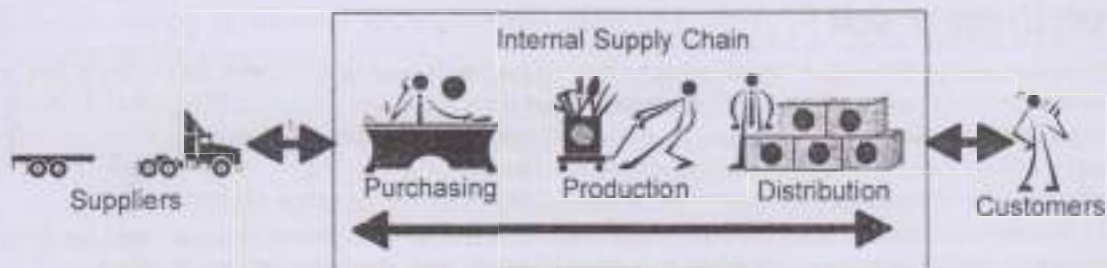 Internal Supply Chain
Suppliers
Purchasing
Production
Distribution
Customers